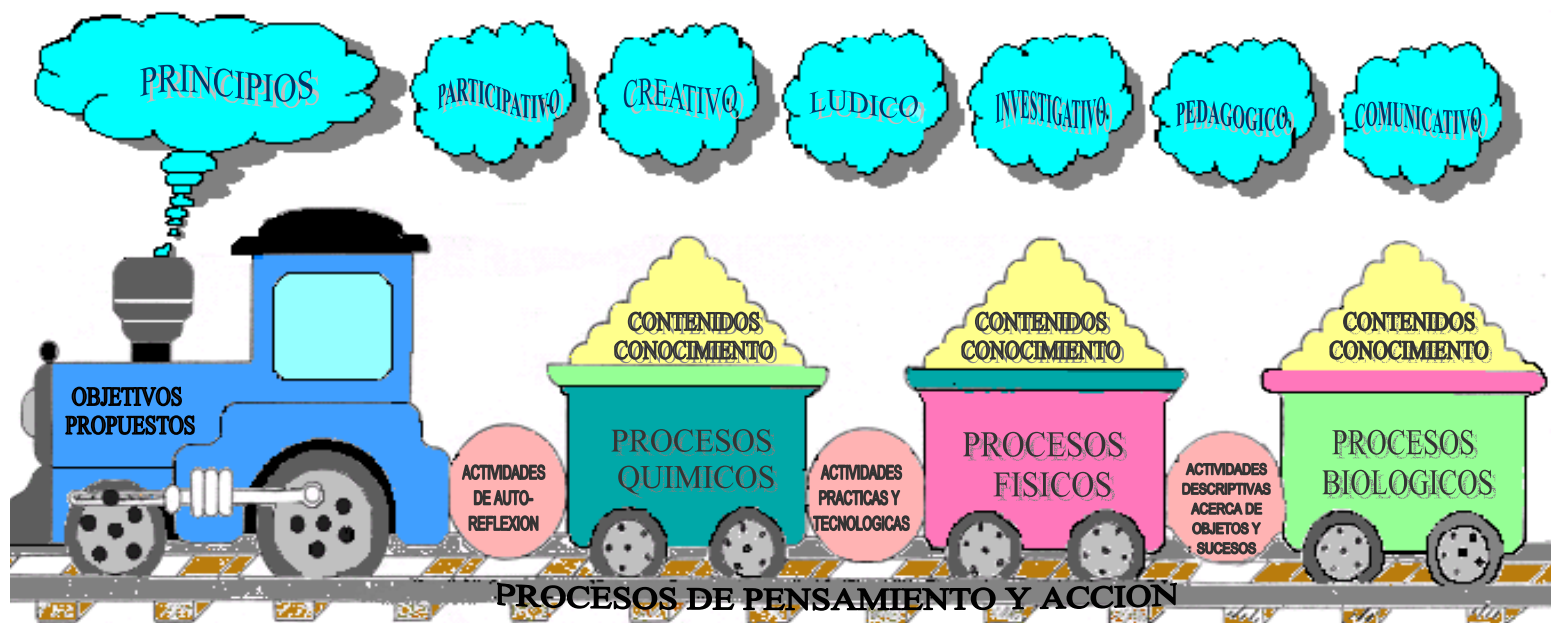 PRINCIPIOS
PARTICIPATIVO
CREATIVO
LUDICO
INVESTIGATIVO
PEDAGOGICO
COMUNICATIVO
OBJETIVOS
PROPUESTOS
ACTIVIDADES
DE AUTO-
REFLEXION
CONTENIDOS
CONOCIMIENTO
PROCESOS
QUIMICOS
ACTIVIDADES
PRACTICAS Y
TECNOLOGICAS
CONTENIDOS
CONOCIMIENTO
PROCESOS
FISICOS
ACTIVIDADES
DESCRIPTIVAS
ACERCA DE
OBJETOS Y
SUCESOS
CONTENIDOS
CONOCIMIENTO
PROCESOS
BIOLOGICOS
PROCESOS DE PENSAMIENTO Y ACCION